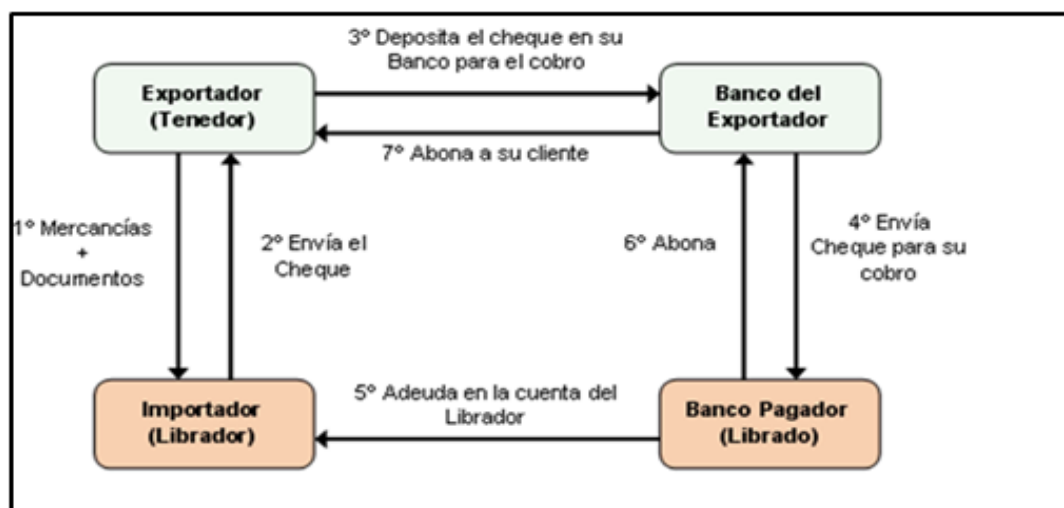 3º Deposita el cheque en su
Banco para el cobro
Exportador
(Tenedor)
Banco del
Exportador
7º Abona a su cliente
1º Mercancías
+
Documentos
2º Envía el
Cheque
6º Abona
4º Envía
Cheque para su
cobro
Importador
(Librador)
5º Adeuda en la cuenta del
Librador
Banco Pagador
(Librado)